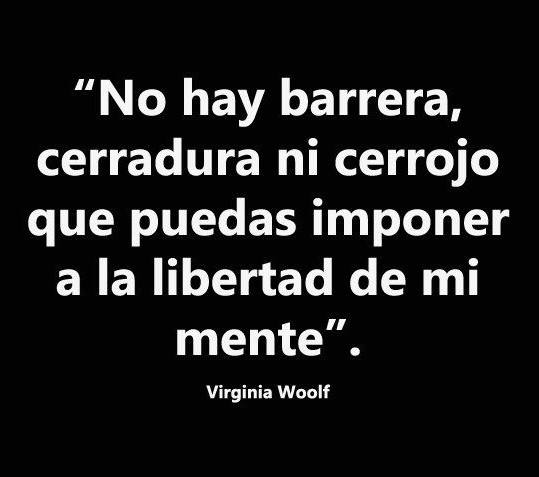 “No hay barrera,
cerradura ni cerrojo
que puedas imponer
a la libertad de mi
mente”.
Virginia Woolf